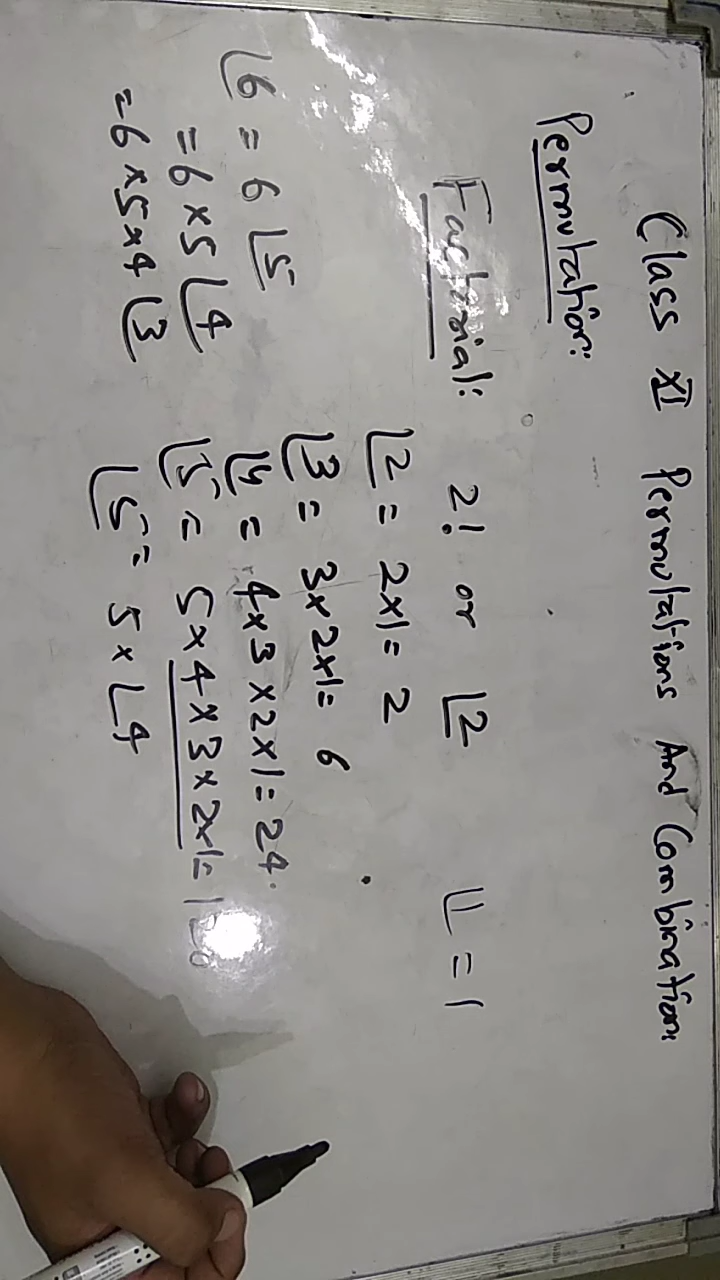 Class XI Permutations And Combinations
Permutation:
Factorial: 2! or ⌊2 ⌊1 = 1
⌊2 = 2×1 = 2
⌊3 = 3×2×1 = 6
⌊4 = 4×3×2×1 = 24
⌊5 = 5×4×3×2×1 = 120
⌊5 = 5×⌊4
⌊6 = 6⌊5
= 6×5⌊4
= 6×5×4⌊3